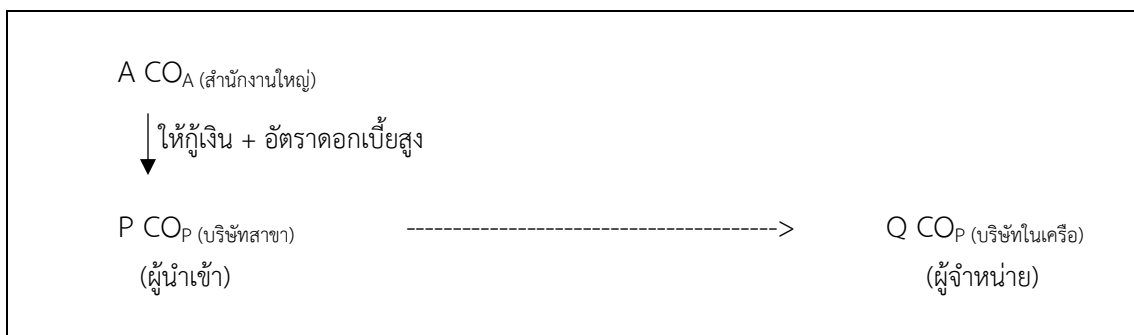 A CO_A (สำนักงานใหญ่)
ให้กู้เงิน + อัตราดอกเบี้ยสูง
P CO_P (บริษัทสาขา) -----------------------------------------> Q CO_P (บริษัทในเครือ)
(ผู้นำเข้า) (ผู้จำหน่าย)